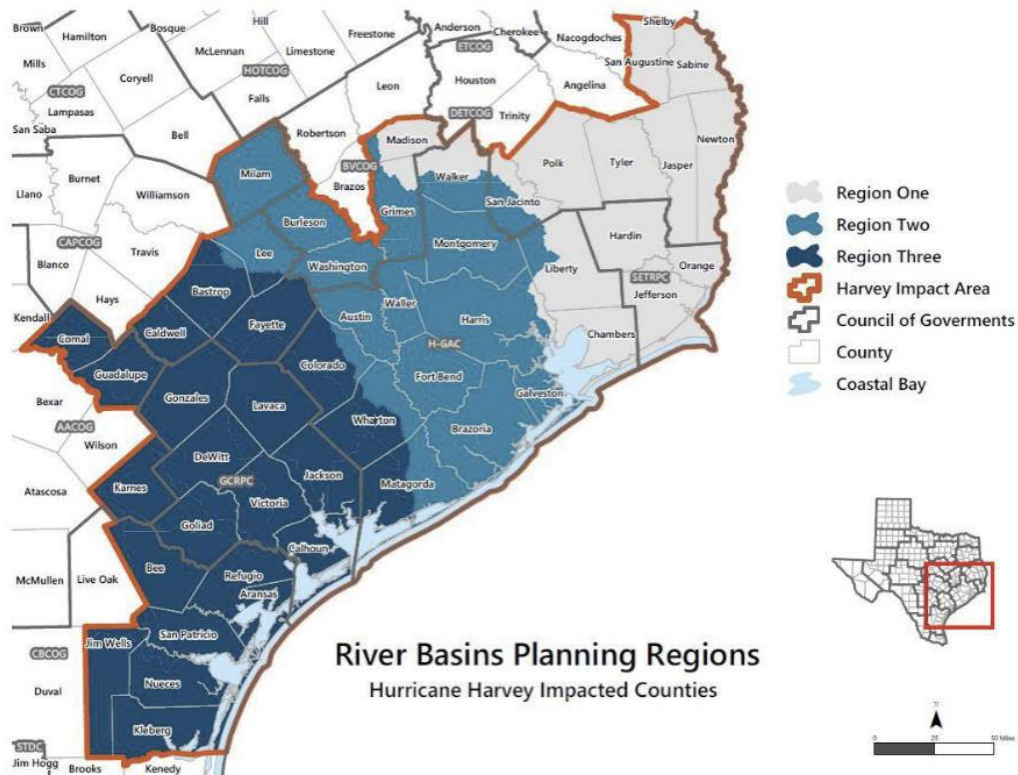 Brown
Hamilton
Bosque
Hill
Freestone
Anderson
Cherokee
Nacogdoches
Shelby
Mills
McLennan
Limestone
ETCOG
San Augustine
Sabine
Coryell
HOTCOG
Houston
Angelina
CTCOG
Leon
Lampasas
Falls
DETCOG
Trinity
San Saba
Bell
Robertson
Madison
Newton
BVCOG
Polk
Tyler
Jasper
Burnet
Milam
Walker
Llano
Williamson
Brazos
Grimes
San Jacinto
Burleson
Montgomery
Hardin
CAPCOG
Travis
Lee
Washington
Liberty
Orange
Blanco
SETRPC
Bastrop
Waller
Jefferson
Hays
Austin
Harris
Kendall
Fayette
Chambers
Comal
Caldwell
H-GAC
Colorado
Guadalupe
Fort Bend
Galveston
Bexar
Gonzales
Lavaca
AACOG
Wharton
Brazoria
Wilson
DeWitt
Jackson
Karnes
GCRPC
Matagorda
Atascosa
Victoria
Goliad
Calhoun
McMullen
Live Oak
Bee
Refugio
Aransas
San Patricio
Jim Wells
CBCOG
Duval
Nueces
Kleberg
STDC
Jim Hogg
Brooks
Kenedy
Region One
Region Two
Region Three
Harvey Impact Area
Council of Goverments
County
Coastal Bay
River Basins Planning Regions
Hurricane Harvey Impacted Counties
0 25 50 Miles